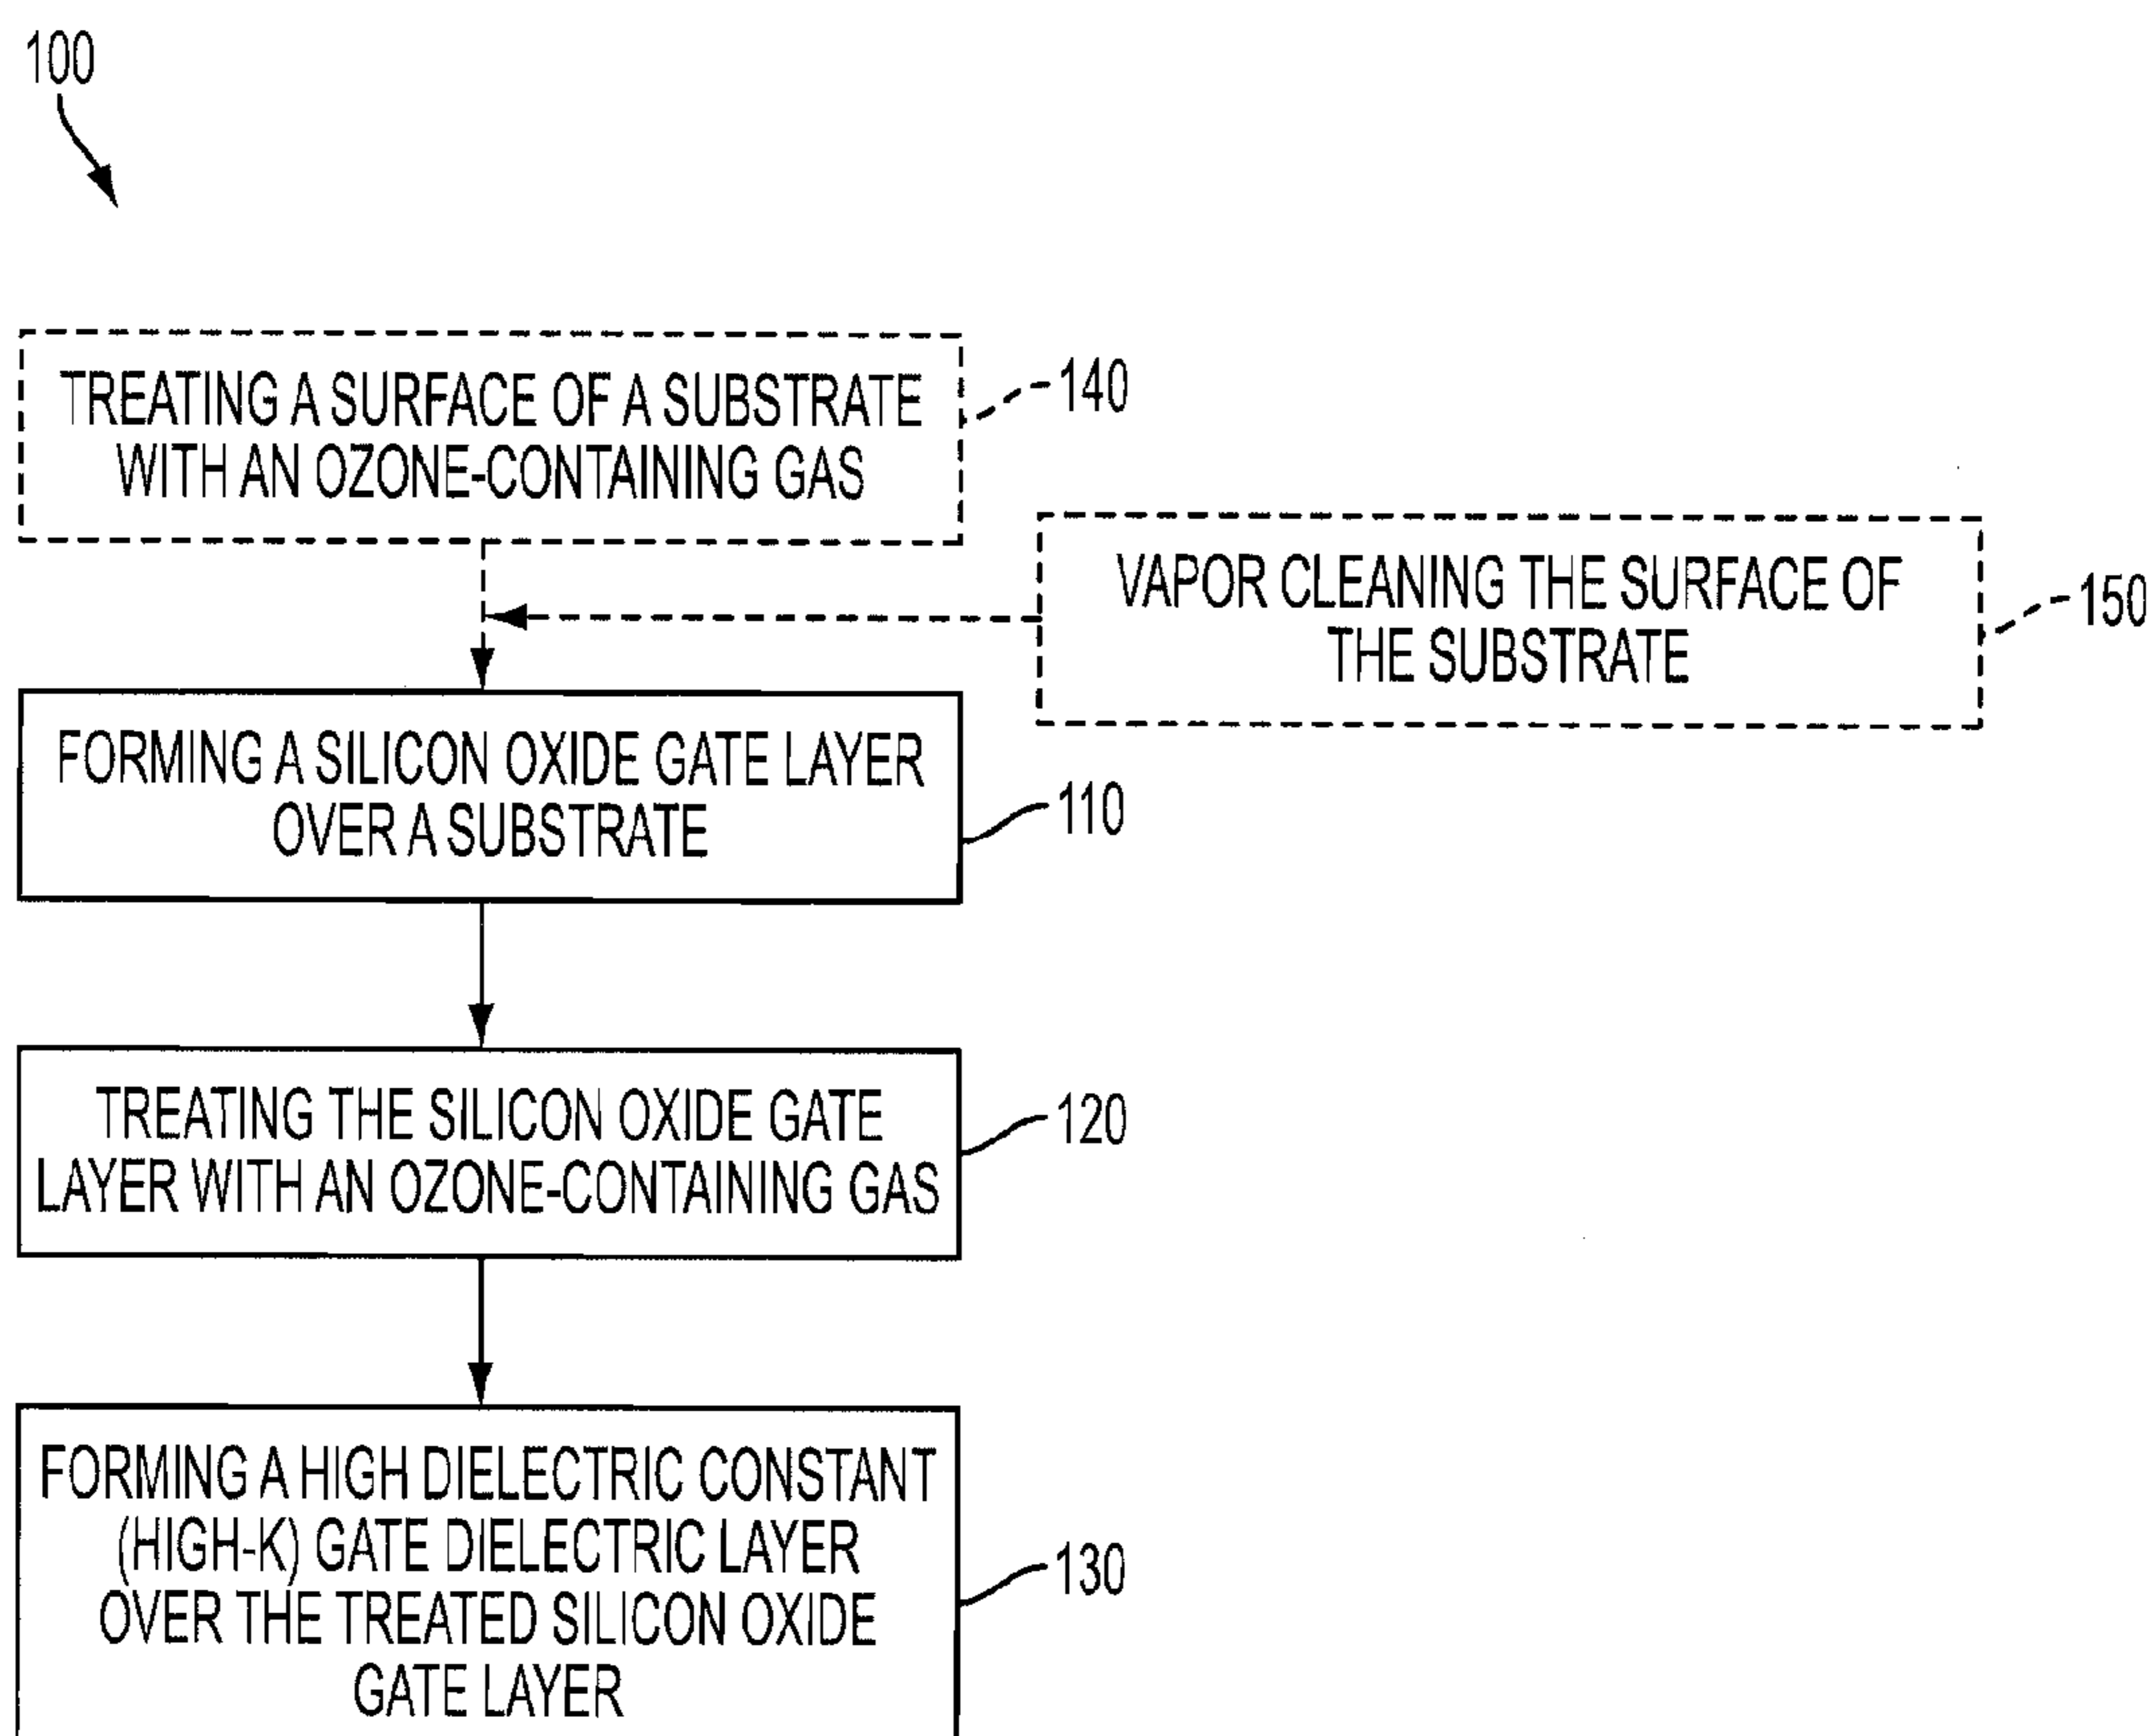 100
TREATING A SURFACE OF A SUBSTRATE
WITH AN OZONE-CONTAINING GAS
140
VAPOR CLEANING THE SURFACE OF
THE SUBSTRATE
150
FORMING A SILICON OXIDE GATE LAYER
OVER A SUBSTRATE
110
TREATING THE SILICON OXIDE GATE
LAYER WITH AN OZONE-CONTAINING GAS
120
FORMING A HIGH DIELECTRIC CONSTANT
(HIGH-K) GATE DIELECTRIC LAYER
OVER THE TREATED SILICON OXIDE
GATE LAYER
130